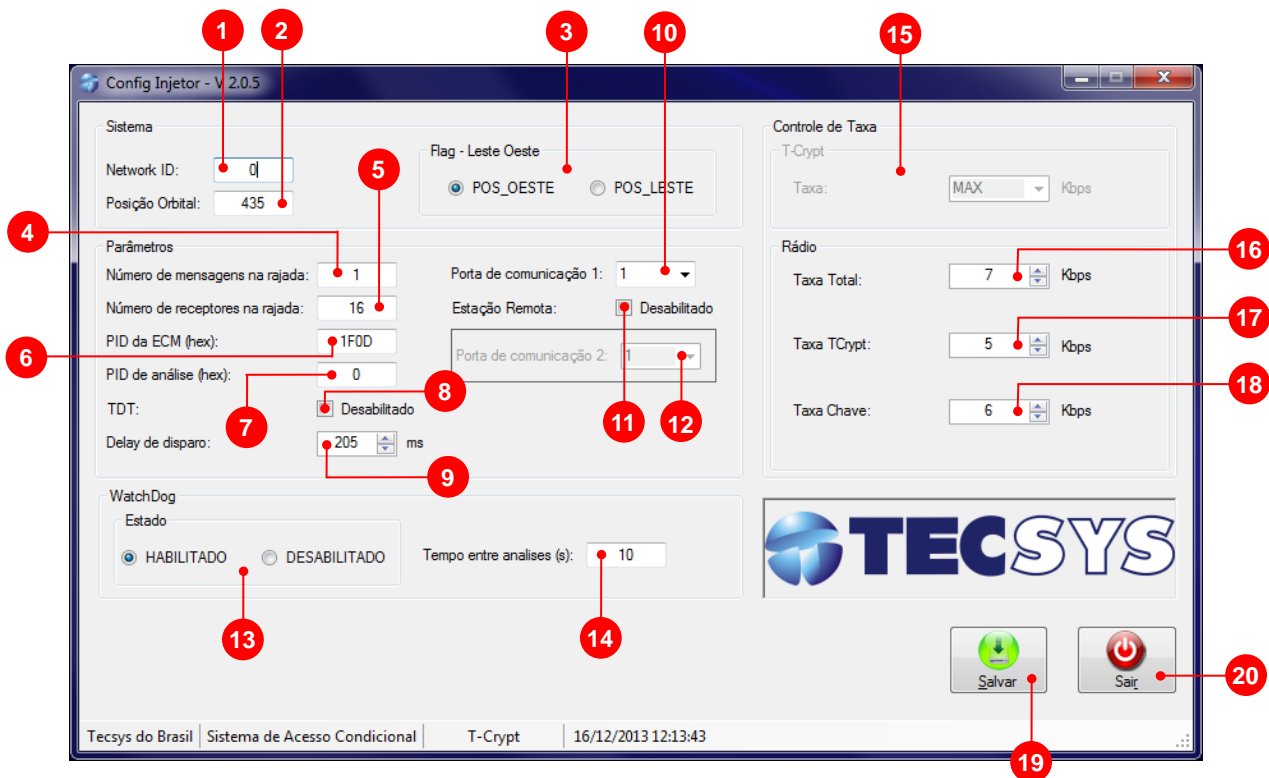 1 2 3 10 15
Config Injetor - V 2.0.5
Sistema
Network ID: 0
Posição Orbital: 435
5
Flag - Leste Oeste
POS_OESTE POS_LESTE
Controle de Taxa
T-Crypt
Taxa: MAX Kbps
4
Parâmetros
Número de mensagens na rajada: 1
Número de receptores na rajada: 16
PID da ECM (hex): 1F0D
6
PID de análise (hex): 0
7
TDT: Desabilitado
8
Delay de disparo: 205 ms
9
Porta de comunicação 1: 1
Estação Remota: Desabilitado
Porta de comunicação 2: 1
11 12
Rádio
Taxa Total: 7 Kbps
16
Taxa TCrypt: 5 Kbps
17
Taxa Chave: 6 Kbps
18
WatchDog
Estado
HABILITADO DESABILITADO
Tempo entre analises (s): 10
13 14
TECSYS
Salvar
Sair
20
Tecsys do Brasil Sistema de Acesso Condicional T-Crypt 16/12/2013 12:13:43
19